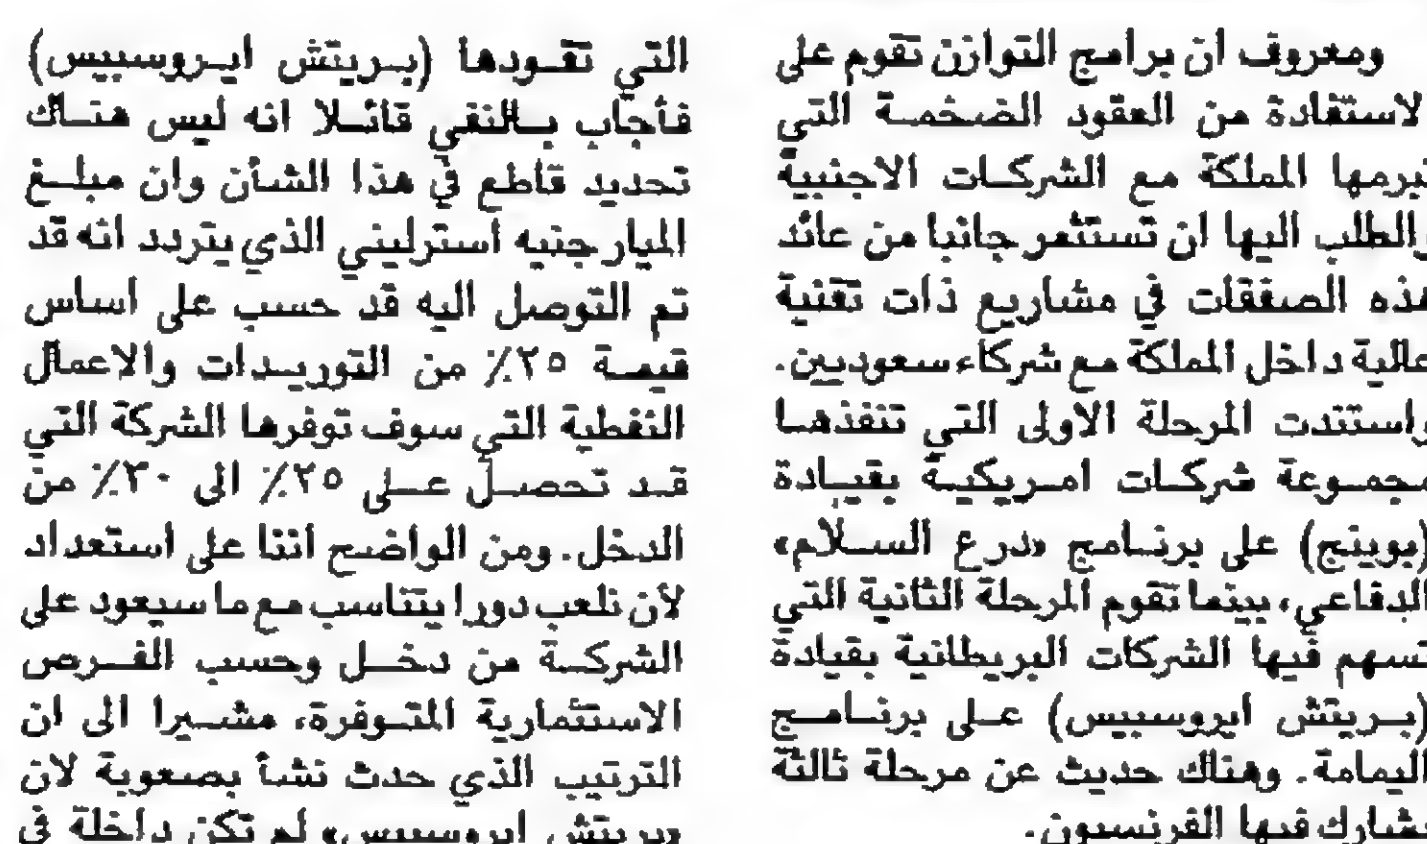 ومعروف ان برامج التوازن تقوم على
لاستفادة من العقود الضخمة التي
تبرمها المملكة مع الشركات الاجنبية
والطلب اليها ان تستثمر جانبا من عائد
هذه الصفقات في مشاريع ذات تقنية
عالية داخل المملكة مع شركاء سعوديين.
واستندت المرحلة الاولى التي تنفذها
مجموعة شركات امريكية بقيادة
(بوينج) على برنامج «درع السلام»
الدفاعي، بينما تقوم المرحلة الثانية التي
تسهم فيها الشركات البريطانية بقيادة
(بريتش ايروسبيس) على برنامج
اليمامة. وهناك حديث عن مرحلة ثالثة
يشارك فيها الفرنسيون.
التي تقودها (بريتش ايروسبيس)
فأجاب بالنفي قائلا انه ليس هناك
تحديد قاطع في هذا الشأن وان مبلغ
المليار جنيه استرليني الذي يتردد انه قد
تم التوصل اليه قد حسب على اساس
قيمة ٢٥٪ من التوريدات والاعمال
النفطية التي سوف توفرها الشركة التي
قد تحصل على ٢٥٪ الى ٣٠٪ من
الدخل. ومن الواضح اننا على استعداد
لأن نلعب دورا يتناسب مع ما سيعود على
الشركة من دخل وحسب الفرص
الاستثمارية المتوفرة، مشيرا الى ان
الترتيب الذي حدث نشأ بصعوبة لان
«بريتش ايروسبيس» لم تكن داخلة في